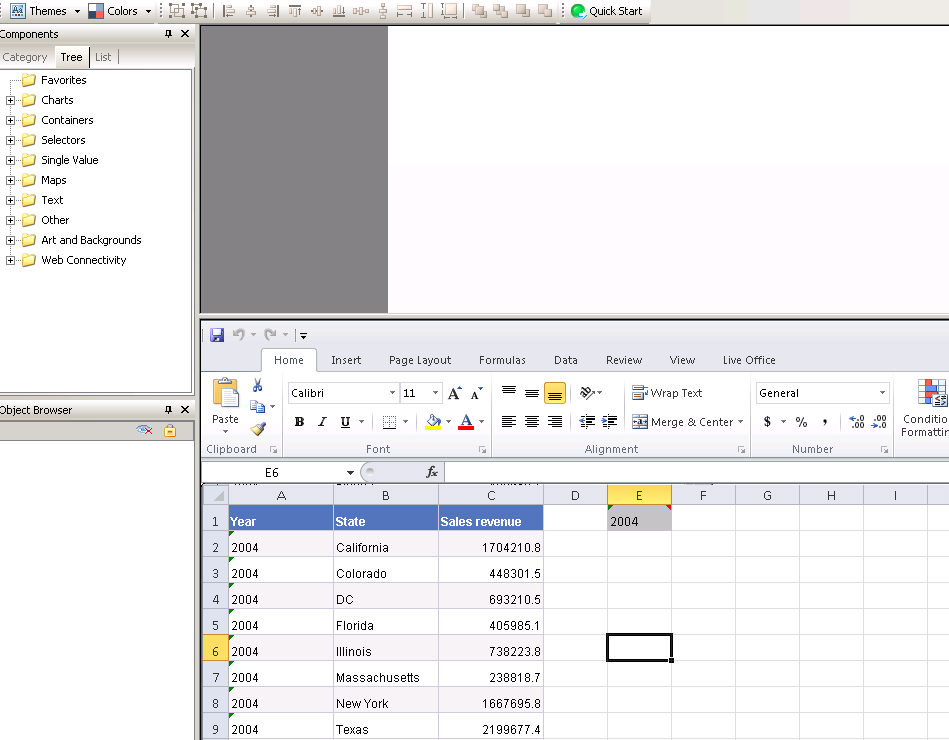 Themes Colors Quick Start
Components
Category Tree List
Favorites
Charts
Containers
Selectors
Single Value
Maps
Text
Other
Art and Backgrounds
Web Connectivity
Object Browser
Home Insert Page Layout Formulas Data Review View Live Office
Paste
Clipboard
Calibri 11
B I U A
Font
Wrap Text
Merge & Center
Alignment
General
$ % ,
Number
Conditio
Formattin
E6 fx
A B C D E F G H I
1 Year State Sales revenue 2004
2 2004 California 1704210.8
3 2004 Colorado 448301.5
4 2004 DC 693210.5
5 2004 Florida 405985.1
6 2004 Illinois 738223.8
7 2004 Massachusetts 238818.7
8 2004 New York 1667695.8
9 2004 Texas 2199677.4